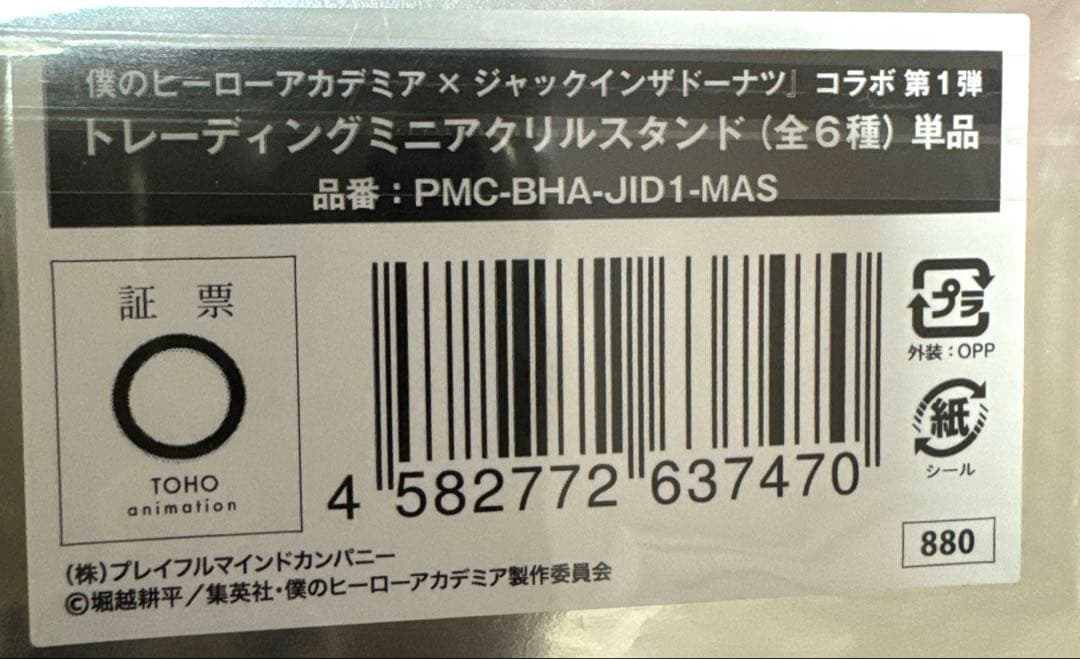 僕のヒーローアカデミア × ジャックインザドーナツ』コラボ 第1弾
トレーディングミニアクリルスタンド（全6種）単品
品番：PMC-BHA-JID1-MAS
証 票
TOHO
animation
4 582772 637470
プラ
外装：OPP
紙
シール
880
（株）プレイフルマインドカンパニー
©堀越耕平／集英社・僕のヒーローアカデミア製作委員会